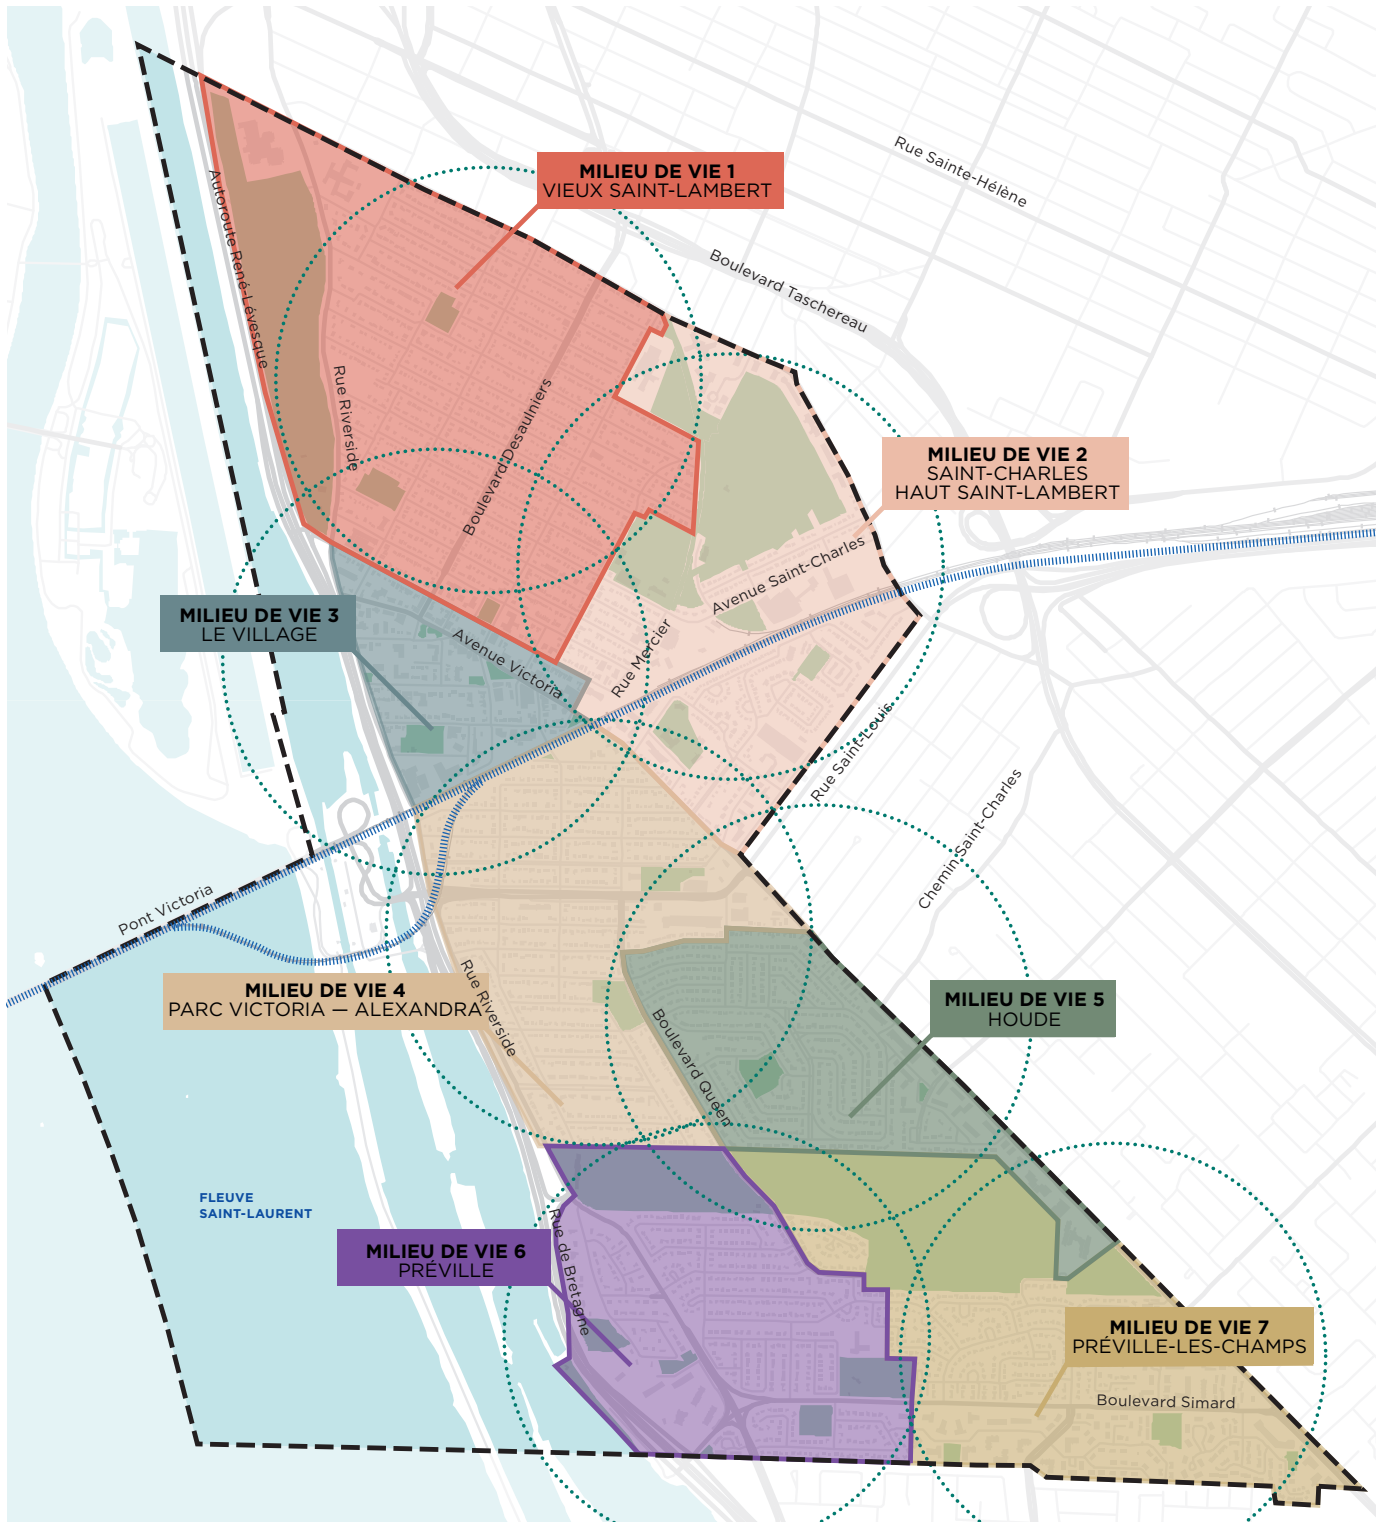 Rue Sainte-Hélène
MILIEU DE VIE 1
VIEUX SAINT-LAMBERT
Autoroute René-Lévesque
Boulevard Taschereau
Rue Riverside
Boulevard Desaulniers
MILIEU DE VIE 2
SAINT-CHARLES
HAUT SAINT-LAMBERT
Avenue Saint-Charles
MILIEU DE VIE 3
LE VILLAGE
Avenue Victoria
Rue Mercier
Rue Saint-Louis
Chemin Saint-Charles
Pont Victoria
MILIEU DE VIE 4
PARC VICTORIA — ALEXANDRA
Rue Riverside
MILIEU DE VIE 5
HOUDE
Boulevard Queen
FLEUVE
SAINT-LAURENT
MILIEU DE VIE 6
PRÉVILLE
Rue de Bretagne
MILIEU DE VIE 7
PRÉVILLE-LES-CHAMPS
Boulevard Simard